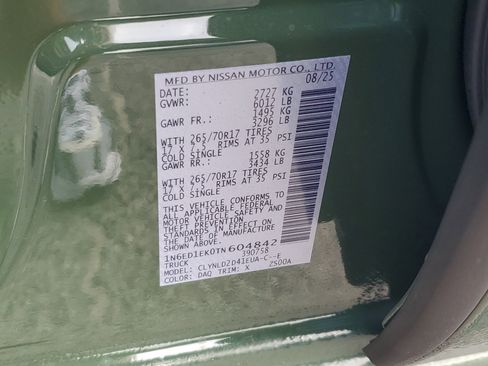 MFD BY NISSAN MOTOR CO., LTD.
DATE: 08/25
GVWR: 2727 KG
6012 LB
GAWR FR.: 1495 KG
3296 LB
WITH 265/70R17 TIRES
17 X 7.5 RIMS AT 35 PSI
COLD SINGLE
GAWR RR.: 1558 KG
3434 LB
WITH 265/70R17 TIRES
17 X 7.5 RIMS AT 35 PSI
COLD SINGLE
THIS VEHICLE CONFORMS TO
ALL APPLICABLE FEDERAL
MOTOR VEHICLE SAFETY
AND THEFT PREVENTION
STANDARDS IN EFFECT ON
THE DATE OF MANUFACTURE
SHOWN ABOVE.
1N6ED1EK0TN604842
TRUCK 390758
MODEL: CLYNLDZD41EUA-C--E
COLOR: DAQ TRIM: X 2500A